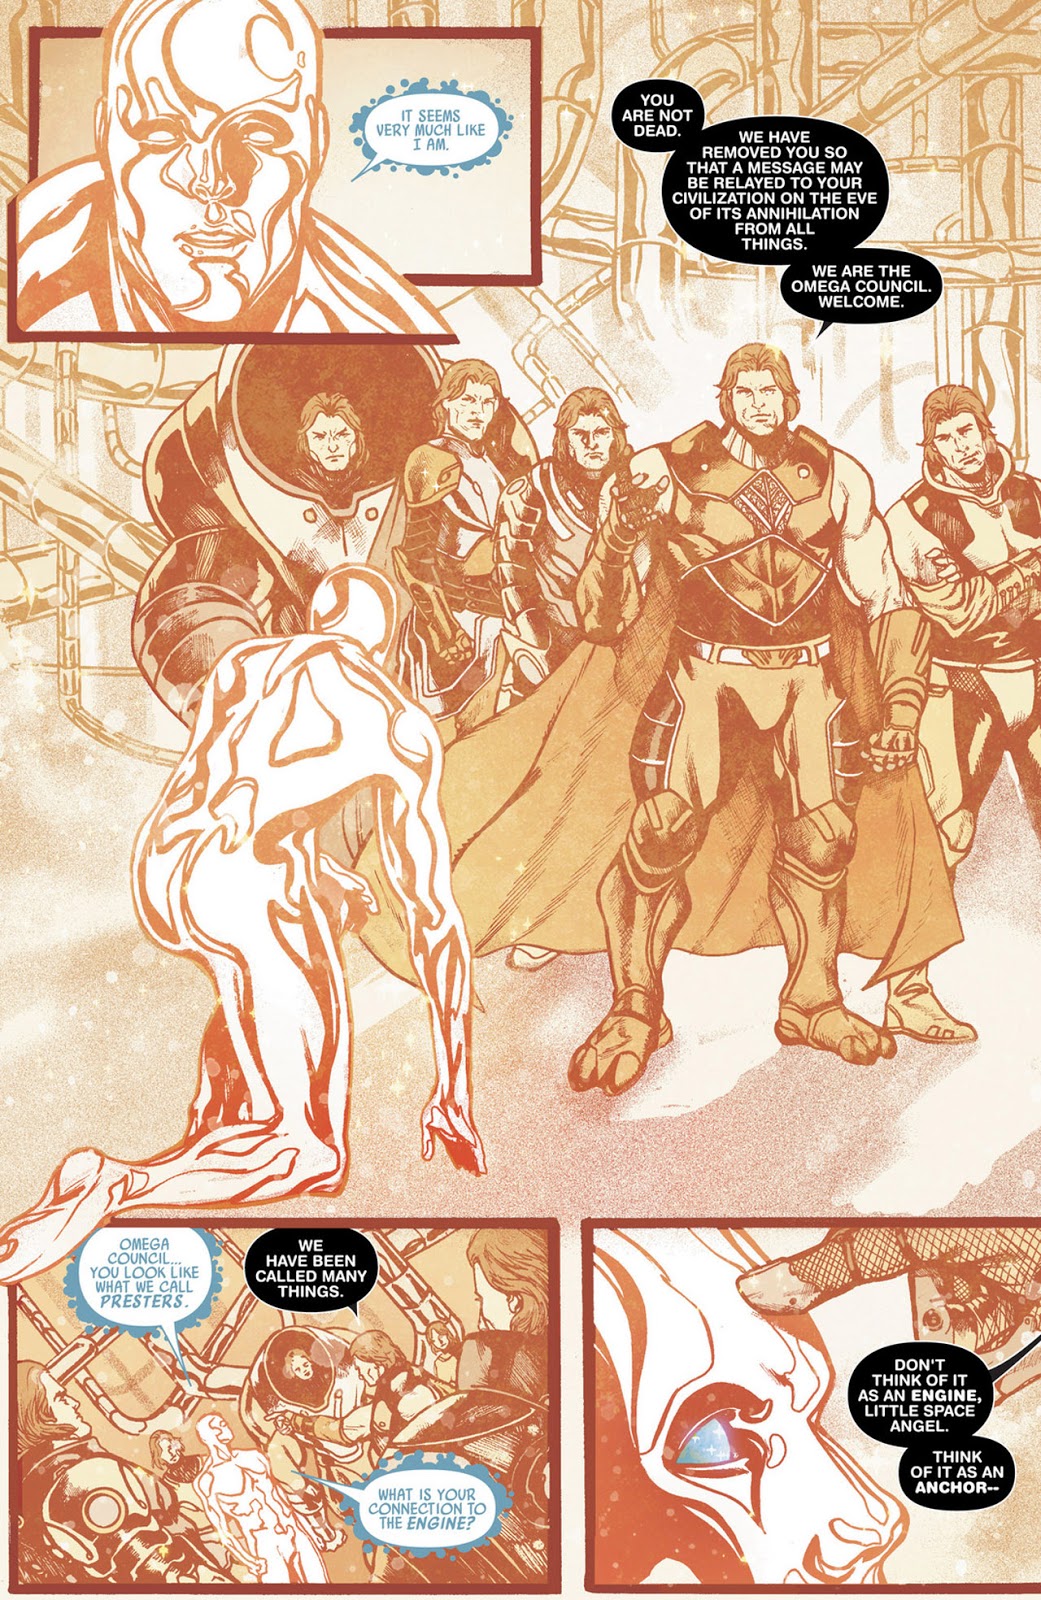 IT SEEMS
VERY MUCH LIKE
I AM.
YOU
ARE NOT
DEAD.
WE HAVE
REMOVED YOU SO
THAT A MESSAGE MAY
BE RELAYED TO YOUR
CIVILIZATION ON THE EVE
OF ITS ANNIHILATION
FROM ALL
THINGS.
WE ARE THE
OMEGA COUNCIL.
WELCOME.
OMEGA
COUNCIL...
YOU LOOK LIKE
WHAT WE CALL
PRESTERS.
WE
HAVE BEEN
CALLED MANY
THINGS.
WHAT IS YOUR
CONNECTION TO
THE ENGINE?
DON'T
THINK OF IT
AS AN ENGINE,
LITTLE SPACE
ANGEL.
THINK
OF IT AS AN
ANCHOR--